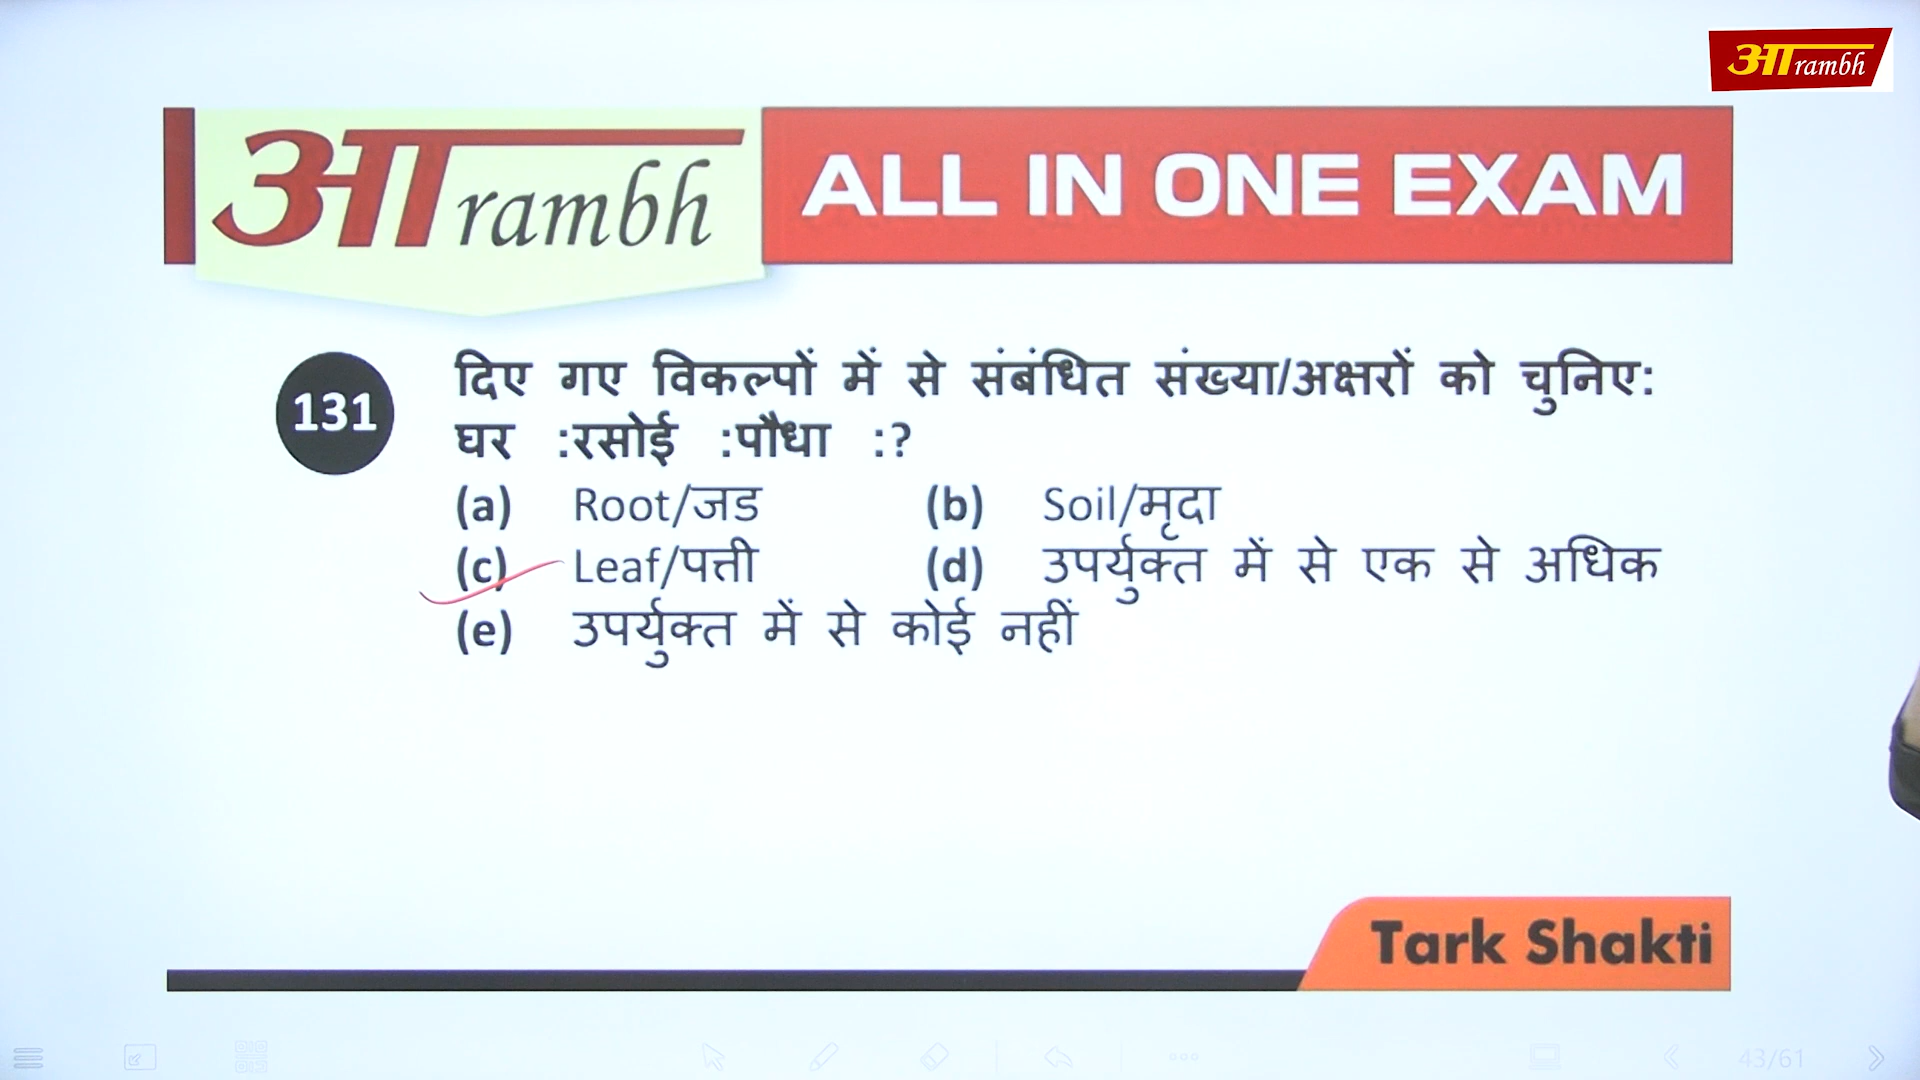 आrambh
आrambh ALL IN ONE EXAM
131 दिए गए विकल्पों में से संबंधित संख्या/अक्षरों को चुनिए:
घर :रसोई :पौधा :?
(a) Root/जड (b) Soil/मृदा
(c) Leaf/पत्ती (d) उपर्युक्त में से एक से अधिक
(e) उपर्युक्त में से कोई नहीं
Tark Shakti
43/61